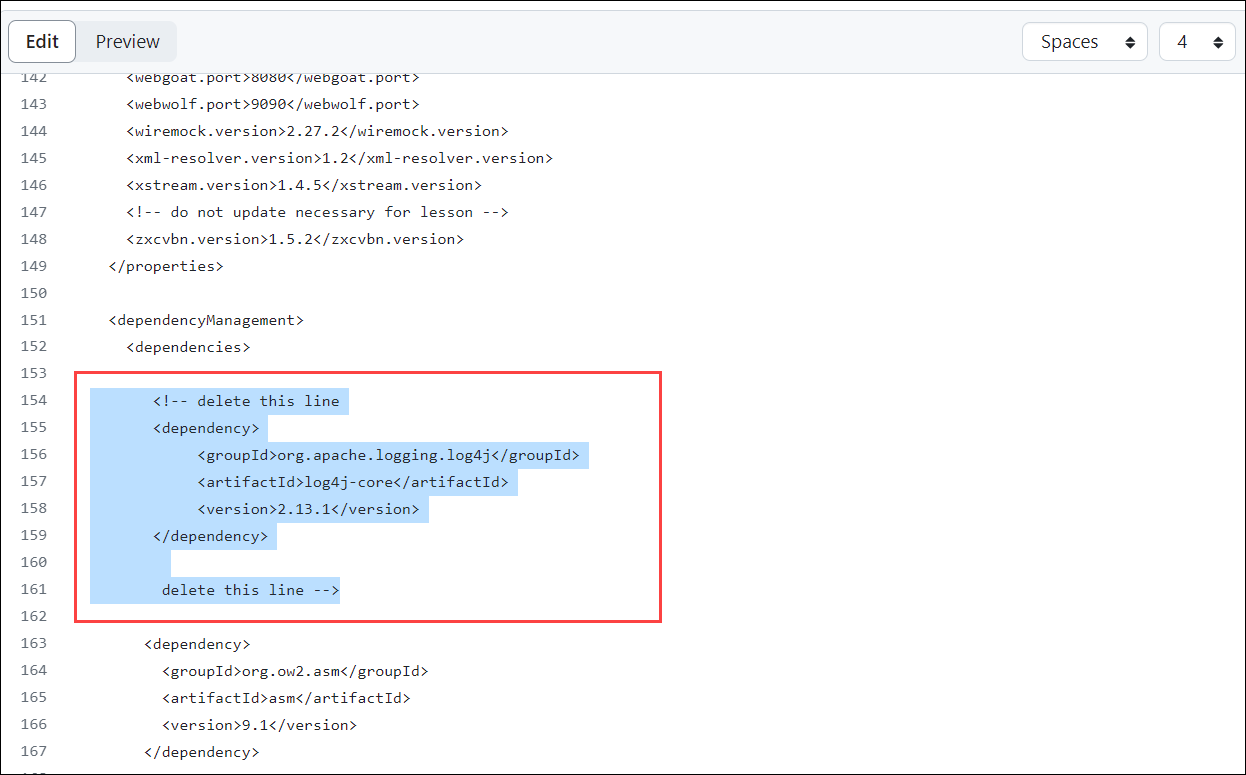 Edit Preview Spaces 4
142 <webgoat.port>8080</webgoat.port>
143 <webwolf.port>9090</webwolf.port>
144 <wiremock.version>2.27.2</wiremock.version>
145 <xml-resolver.version>1.2</xml-resolver.version>
146 <xstream.version>1.4.5</xstream.version>
147 <!-- do not update necessary for lesson -->
148 <zxcvbn.version>1.5.2</zxcvbn.version>
149 </properties>
150
151 <dependencyManagement>
152 <dependencies>
153
154 <!-- delete this line
155 <dependency>
156 <groupId>org.apache.logging.log4j</groupId>
157 <artifactId>log4j-core</artifactId>
158 <version>2.13.1</version>
159 </dependency>
160
161 delete this line -->
162
163 <dependency>
164 <groupId>org.ow2.asm</groupId>
165 <artifactId>asm</artifactId>
166 <version>9.1</version>
167 </dependency>